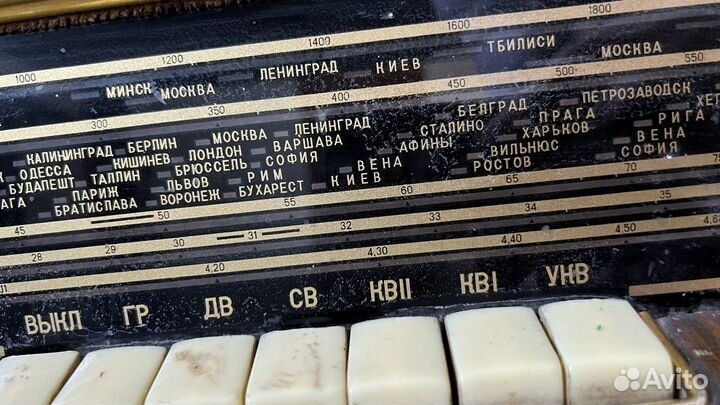 1000 1200 1400 1600 1800
МИНСК МОСКВА ЛЕНИНГРАД КИЕВ ТБИЛИСИ МОСКВА
300 350 400 450 500 550
КАЛИНИНГРАД БЕРЛИН МОСКВА ЛЕНИНГРАД БЕЛГРАД ПЕТРОЗАВОДСК
ОДЕССА КИШИНЕВ ЛОНДОН ВАРШАВА АФИНЫ СТАЛИНО ПРАГА РИГА
БУДАПЕШТ ТАЛЛИН БРЮССЕЛЬ СОФИЯ ВЕНА ХАРЬКОВ ВЕНА
ПАРИЖ ЛЬВОВ РИМ КИЕВ ВИЛЬНЮС СОФИЯ
БРАТИСЛАВА ВОРОНЕЖ БУХАРЕСТ РОСТОВ
45 50 55 60 65 70
28 29 30 31 32 33 34 35
4,20 4,30 4,40 4,50 4,60
ВЫКЛ ГР ДВ СВ КВII КВI УКВ
Avito